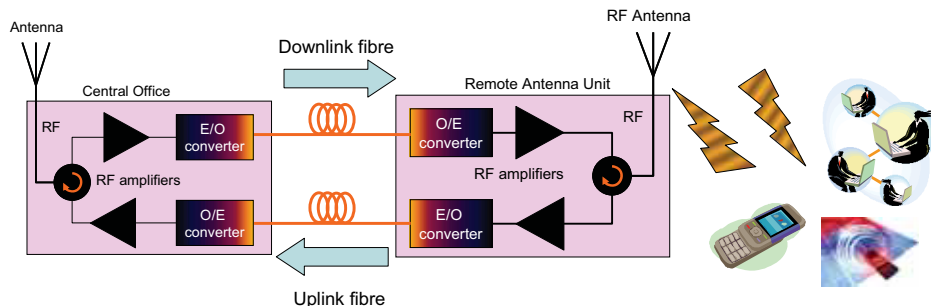 Antenna
RF Antenna
Downlink fibre
Central Office
Remote Antenna Unit
RF
E/O
converter
O/E
converter
RF
RF amplifiers
RF amplifiers
O/E
converter
E/O
converter
Uplink fibre